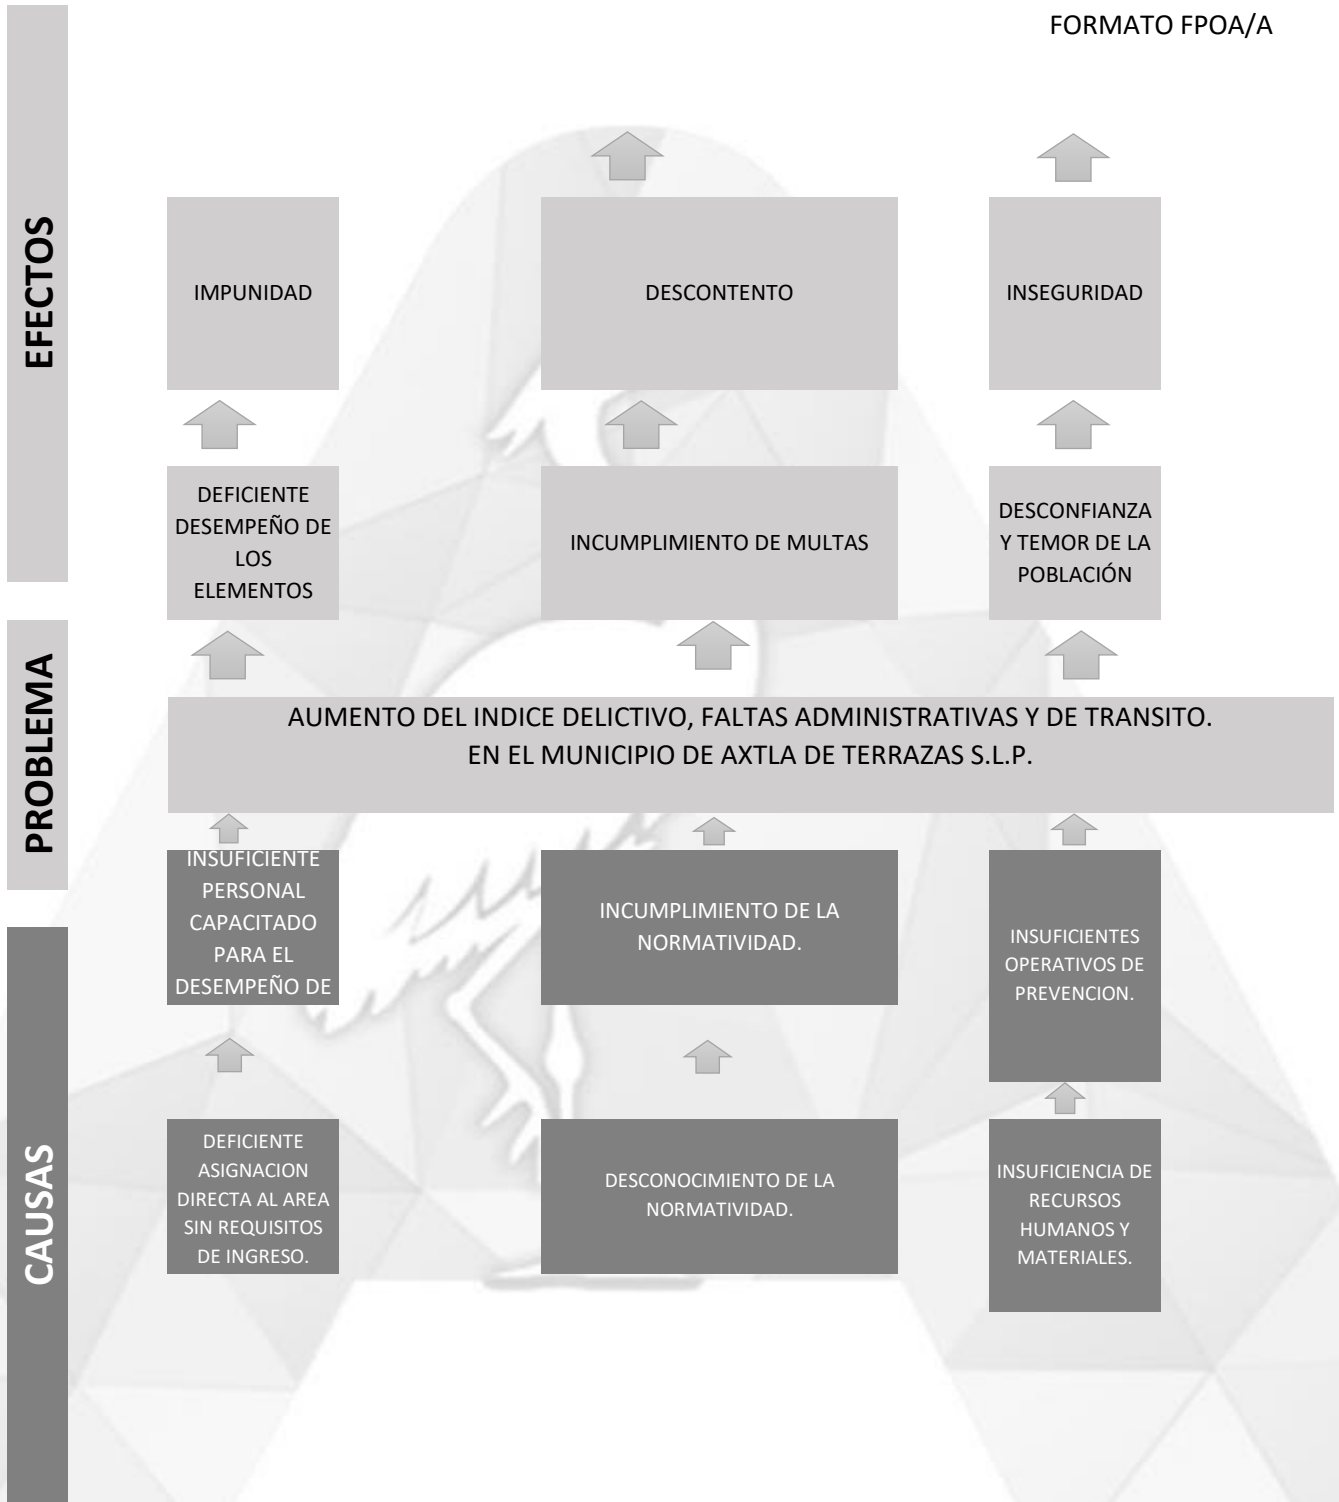 FORMATO FPOA/A
EFECTOS
IMPUNIDAD
DESCONTENTO
INSEGURIDAD
DEFICIENTE
DESEMPEÑO DE
LOS
ELEMENTOS
INCUMPLIMIENTO DE MULTAS
DESCONFIANZA
Y TEMOR DE LA
POBLACIÓN
PROBLEMA
AUMENTO DEL INDICE DELICTIVO, FALTAS ADMINISTRATIVAS Y DE TRANSITO.
EN EL MUNICIPIO DE AXTLA DE TERRAZAS S.L.P.
INSUFICIENTE
PERSONAL
CAPACITADO
PARA EL
DESEMPEÑO DE
INCUMPLIMIENTO DE LA
NORMATIVIDAD.
INSUFICIENTES
OPERATIVOS DE
PREVENCION.
CAUSAS
DEFICIENTE
ASIGNACION
DIRECTA AL AREA
SIN REQUISITOS
DE INGRESO.
DESCONOCIMIENTO DE LA
NORMATIVIDAD.
INSUFICIENCIA DE
RECURSOS
HUMANOS Y
MATERIALES.